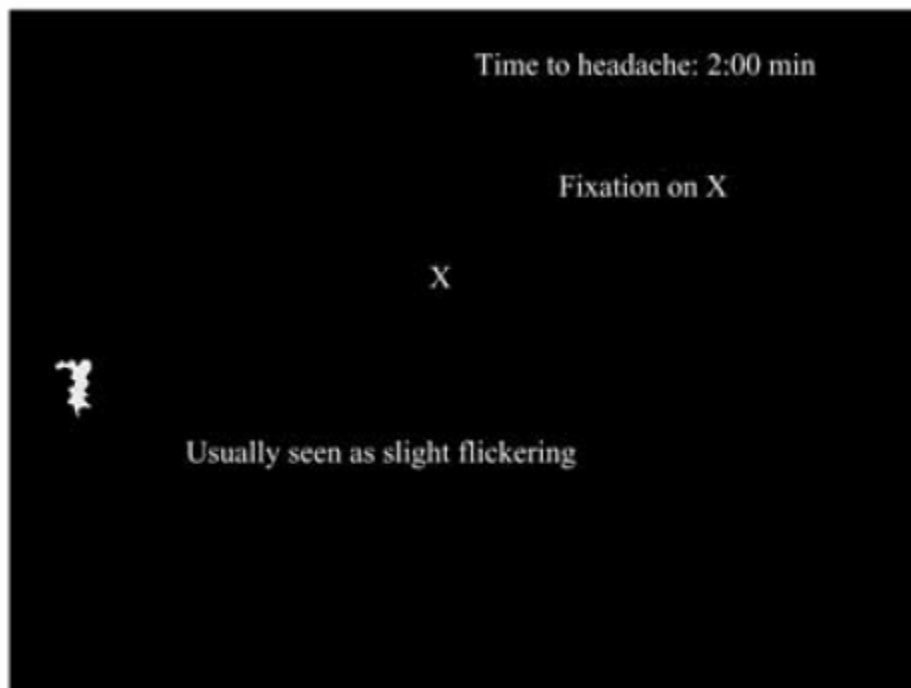 Time to headache: 2:00 min
Fixation on X
X
Usually seen as slight flickering